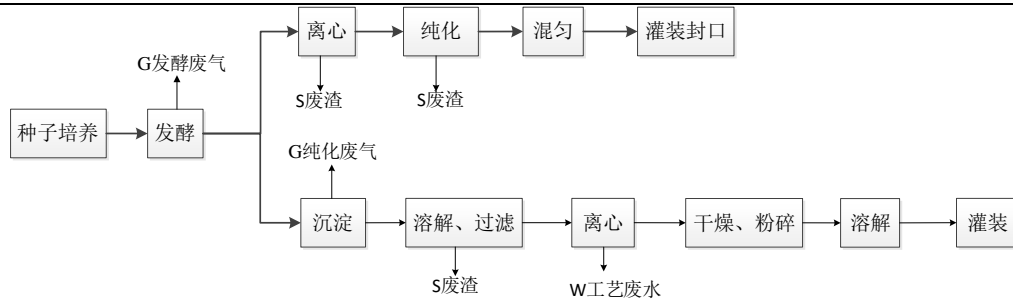 离心
纯化
混匀
灌装封口
G发酵废气
S废渣
S废渣
种子培养
发酵
G纯化废气
沉淀
溶解、过滤
离心
干燥、粉碎
溶解
灌装
S废渣
W工艺废水